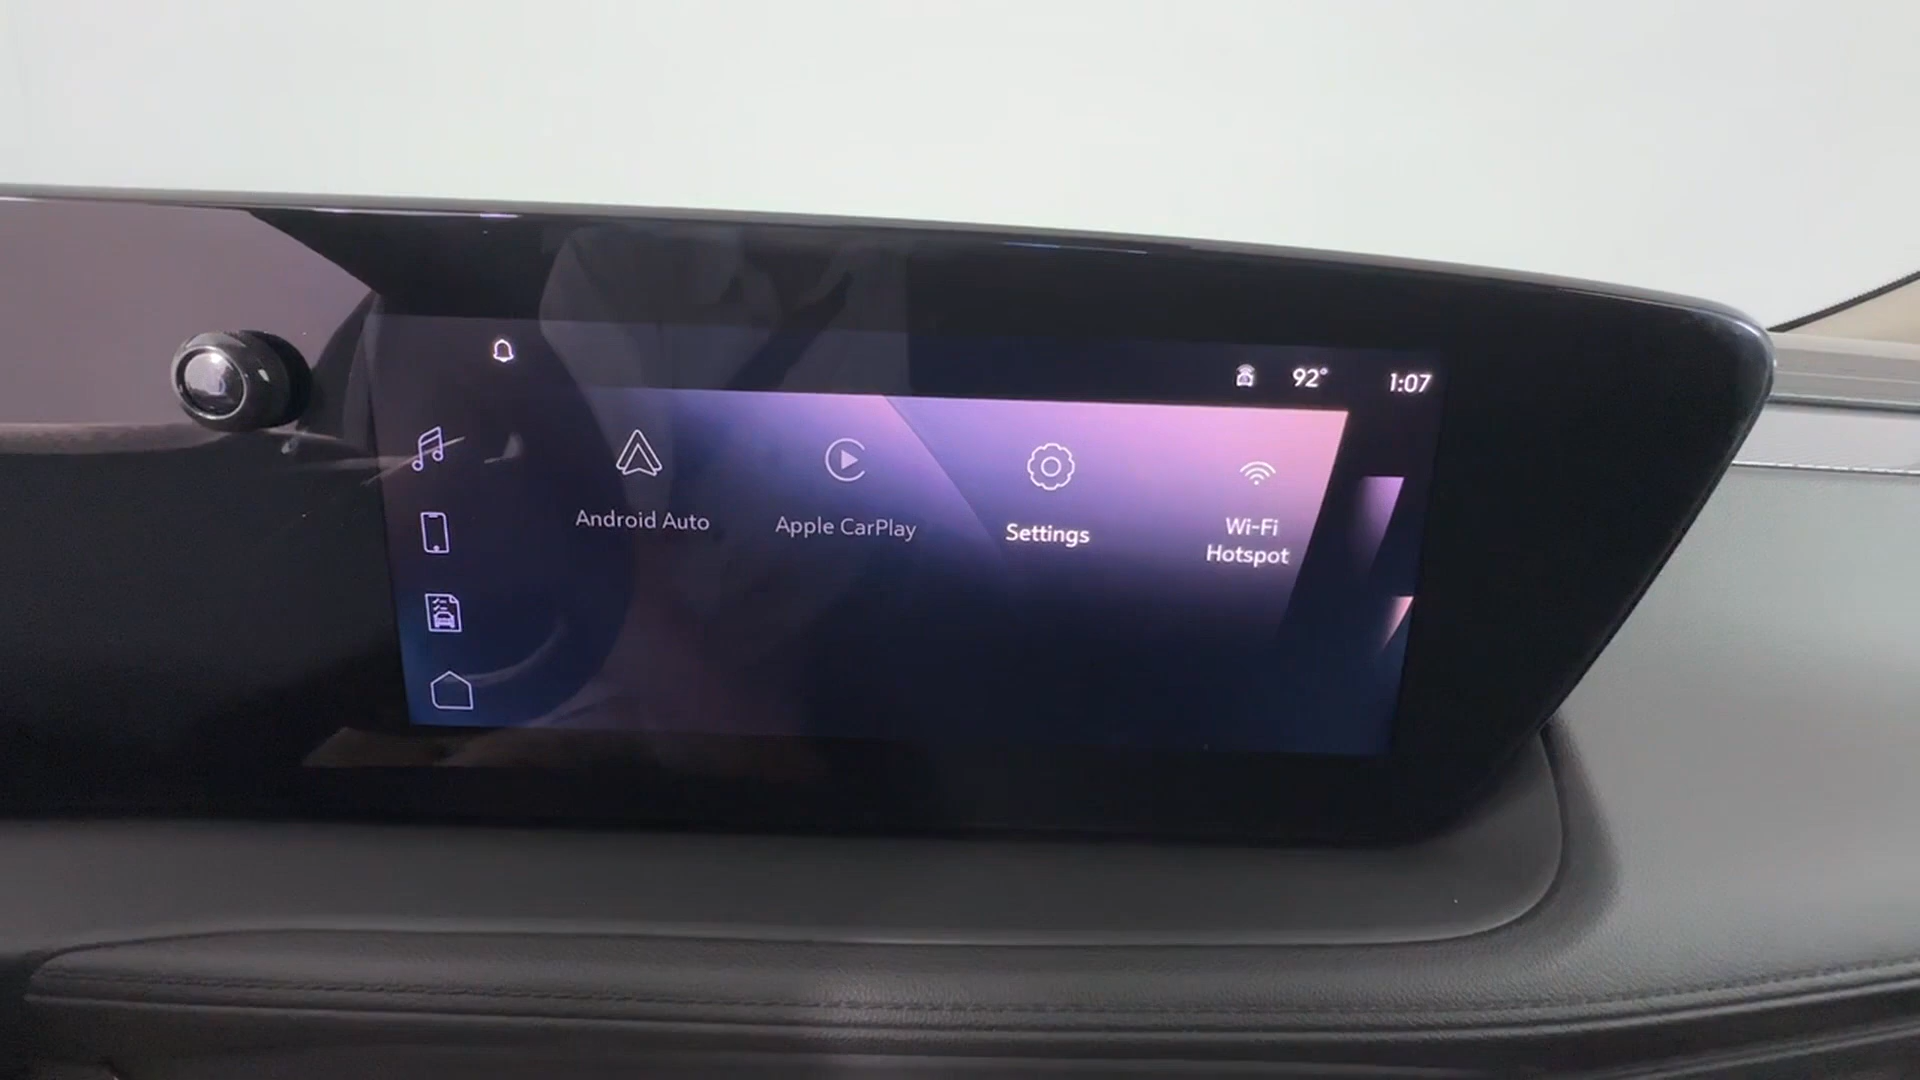 92°
1:07
Android Auto
Apple CarPlay
Settings
Wi-Fi
Hotspot